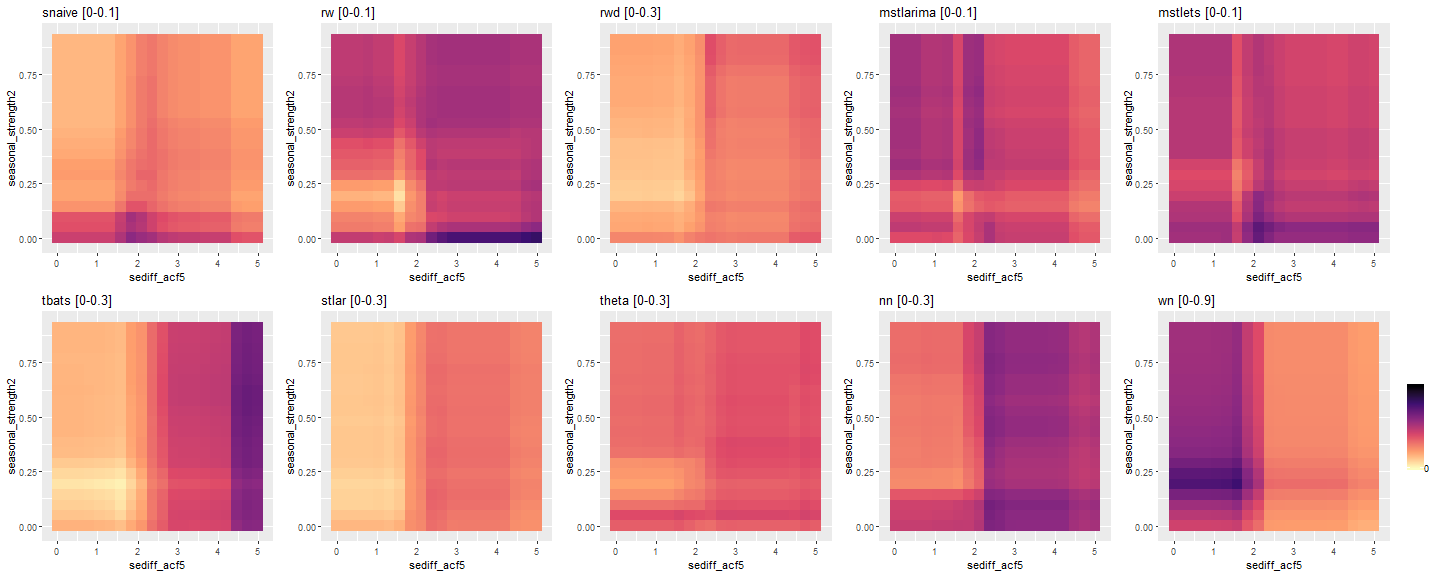 snaive [0-0.1]
rw [0-0.1]
rwd [0-0.3]
mstlarima [0-0.1]
mstlets [0-0.1]
seasonal_strength2
0.75
0.50
0.25
0.00
0 1 2 3 4 5
sediff_acf5
seasonal_strength2
0.75
0.50
0.25
0.00
0 1 2 3 4 5
sediff_acf5
seasonal_strength2
0.75
0.50
0.25
0.00
0 1 2 3 4 5
sediff_acf5
seasonal_strength2
0.75
0.50
0.25
0.00
0 1 2 3 4 5
sediff_acf5
seasonal_strength2
0.75
0.50
0.25
0.00
0 1 2 3 4 5
sediff_acf5
tbats [0-0.3]
stlar [0-0.3]
theta [0-0.3]
nn [0-0.3]
wn [0-0.9]
seasonal_strength2
0.75
0.50
0.25
0.00
0 1 2 3 4 5
sediff_acf5
seasonal_strength2
0.75
0.50
0.25
0.00
0 1 2 3 4 5
sediff_acf5
seasonal_strength2
0.75
0.50
0.25
0.00
0 1 2 3 4 5
sediff_acf5
seasonal_strength2
0.75
0.50
0.25
0.00
0 1 2 3 4 5
sediff_acf5
seasonal_strength2
0.75
0.50
0.25
0.00
0 1 2 3 4 5
sediff_acf5
0